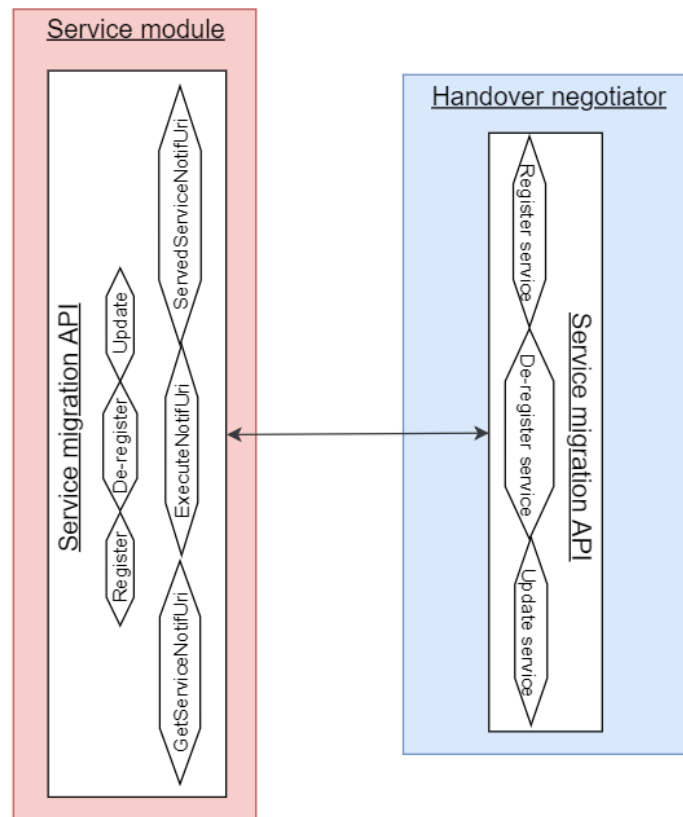 Service module
Service migration API
Update
De-register
Register
ServedServiceNotifUri
ExecuteNotifUri
GetServiceNotifUri
Handover negotiator
Register service
De-register service
Update service
Service migration API